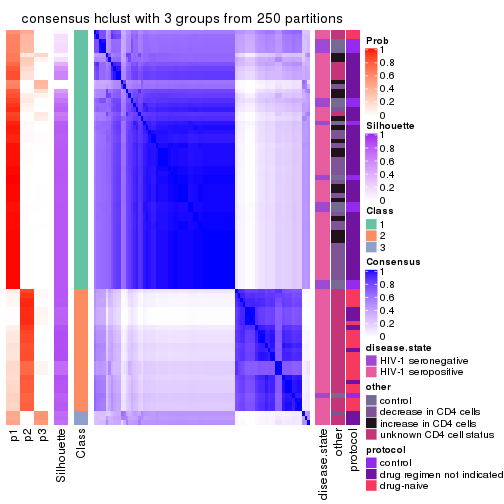 consensus hclust with 3 groups from 250 partitions
Prob
1
0.8
0.6
0.4
0.2
0
Silhouette
1
0.8
0.6
0.4
0.2
0
Class
1
2
3
Consensus
1
0.8
0.6
0.4
0.2
0
disease.state
HIV-1 seronegative
HIV-1 seropositive
other
control
decrease in CD4 cells
increase in CD4 cells
unknown CD4 cell status
protocol
control
drug regimen not indicated
drug-naive
p1
p2
p3
Silhouette
Class
disease.state
other
protocol